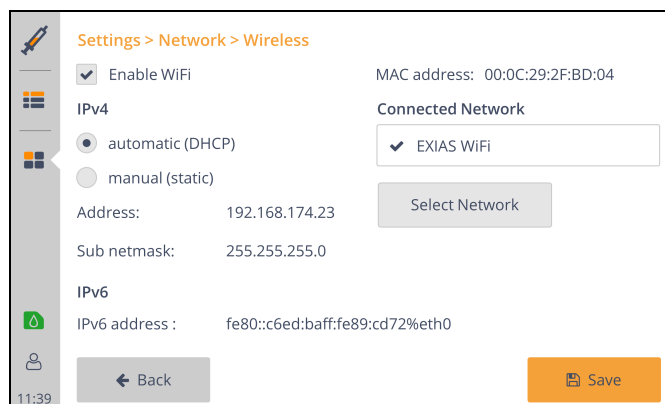 Settings > Network > Wireless
Enable WiFi
MAC address: 00:0C:29:2F:BD:04
IPv4
Connected Network
automatic (DHCP)
EXIAS WiFi
manual (static)
Select Network
Address: 192.168.174.23
Sub netmask: 255.255.255.0
IPv6
IPv6 address : fe80::c6ed:baff:fe89:cd72%eth0
Back
Save
11:39